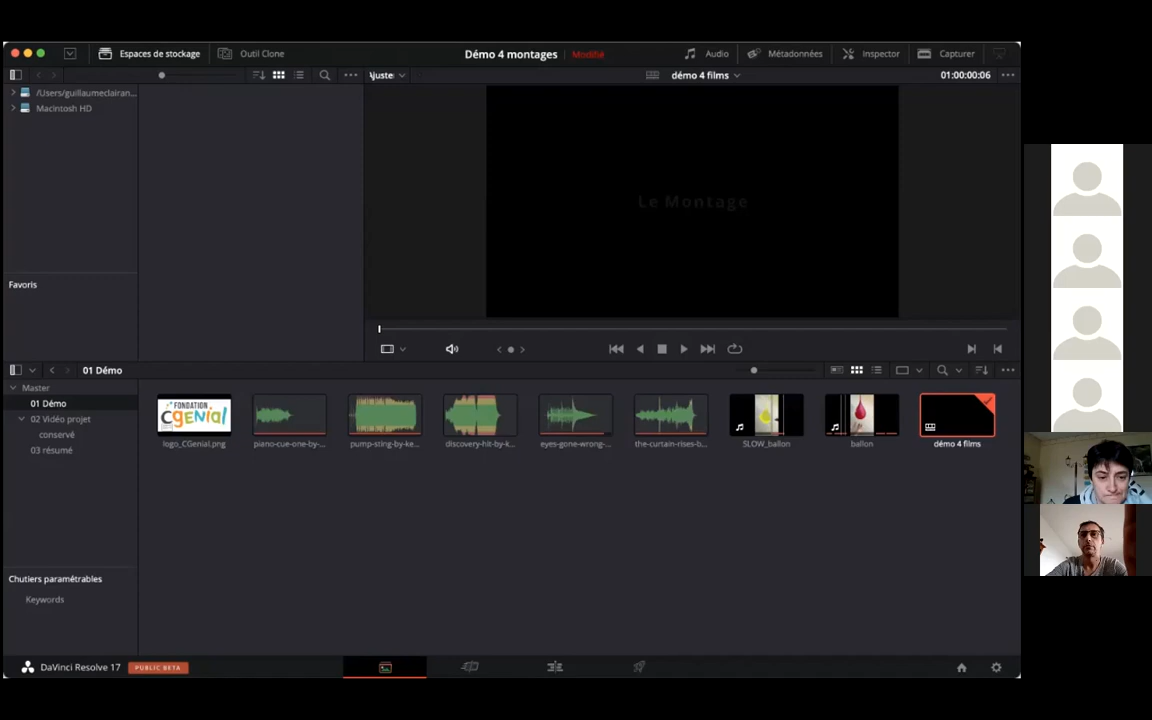 Espaces de stockage
Outil Clone
Démo 4 montages
Modifié
Audio
Métadonnées
Inspector
Capturer
démo 4 films
01:00:00:06
/Users/guillaumeclairan...
Macintosh HD
Le Montage
Favoris
01 Démo
Master
01 Démo
02 Vidéo projet
conservé
03 résumé
FONDATION
CGENIAL
logo_CGenial.png
piano-cue-one-by-...
pump-sting-by-ke...
discovery-hit-by-k...
eyes-gone-wrong-...
the-curtain-rises-b...
SLOW_ballon
ballon
démo 4 films
Chutiers paramétrables
Keywords
DaVinci Resolve 17
PUBLIC BETA